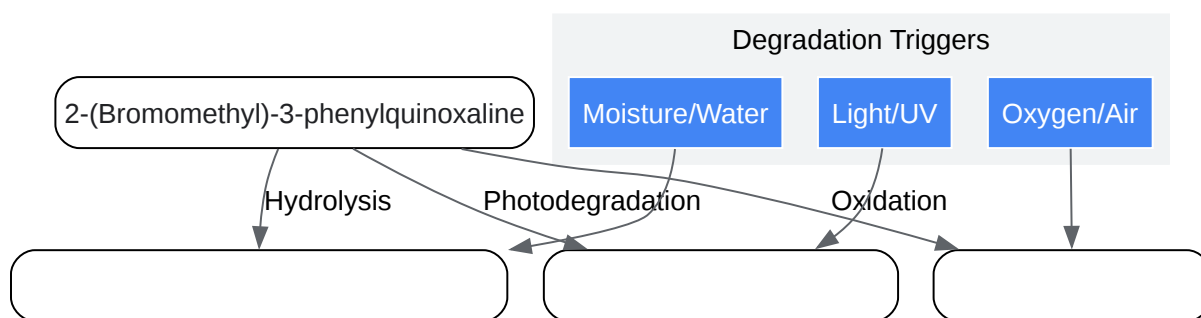 Degradation Triggers
2-(Bromomethyl)-3-phenylquinoxaline
Moisture/Water
Light/UV
Oxygen/Air
Hydrolysis
Photodegradation
Oxidation